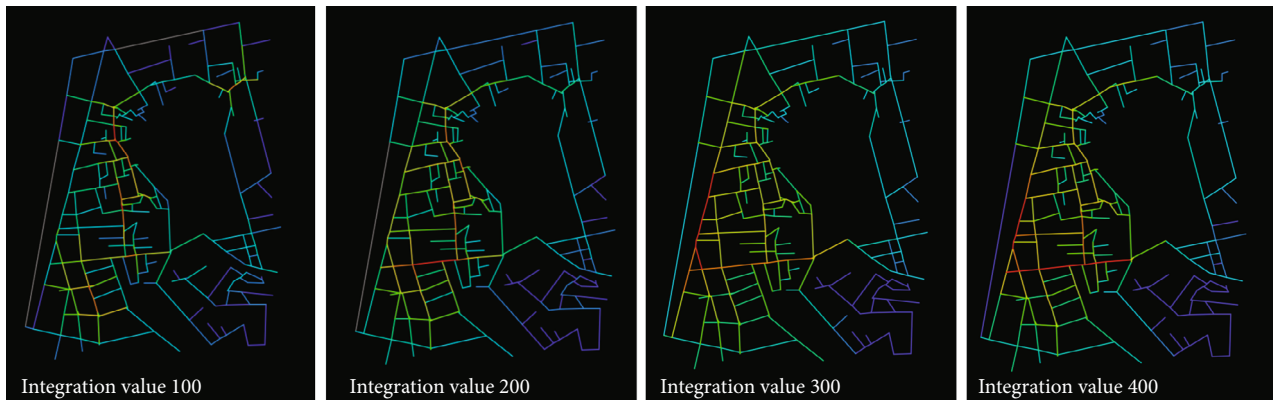 Integration value 100
Integration value 200
Integration value 300
Integration value 400